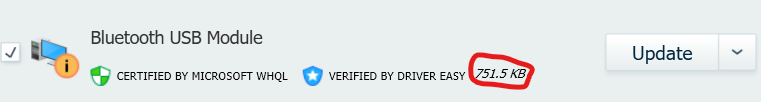 Bluetooth USB Module
Update
CERTIFIED BY MICROSOFT WHQL VERIFIED BY DRIVER EASY 751.5 KB